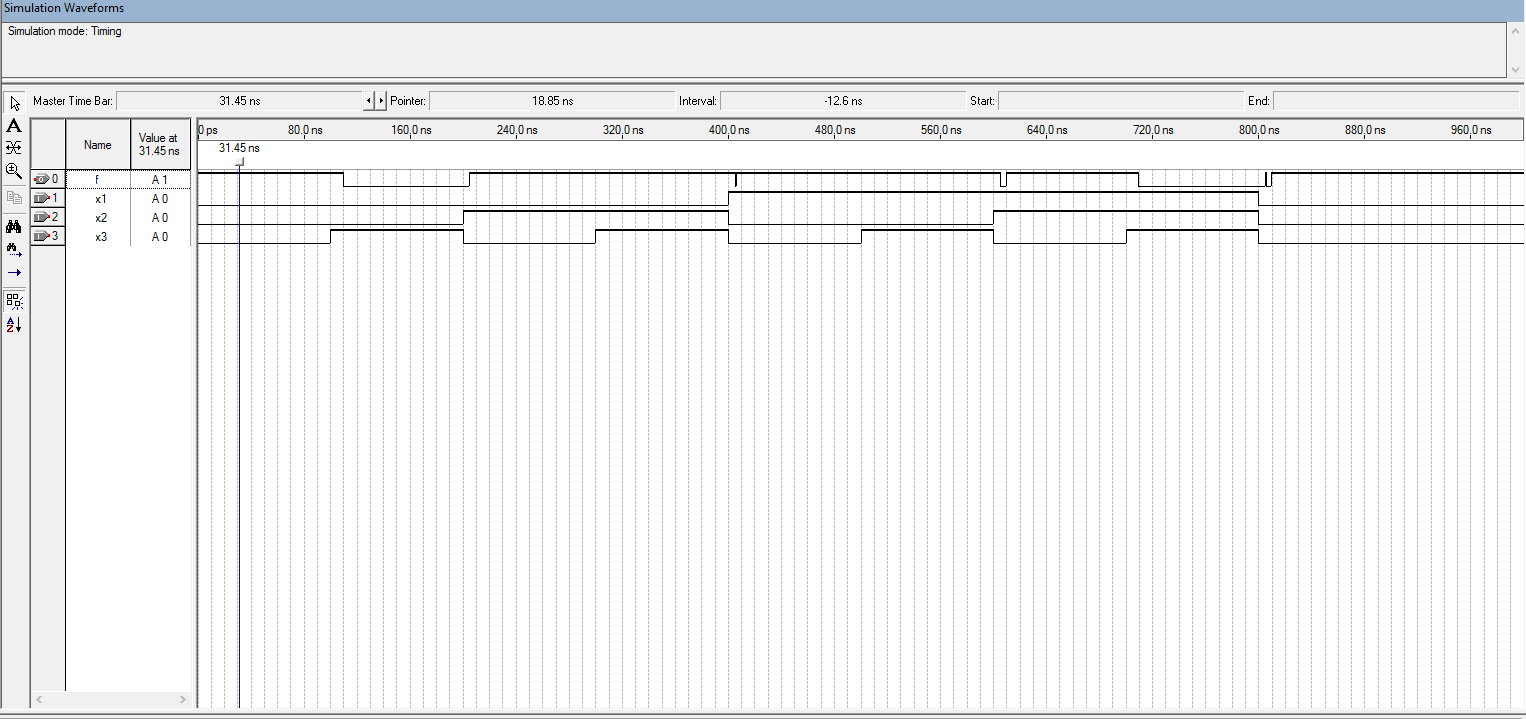 Simulation Waveforms
Simulation mode: Timing
Master Time Bar: 31.45 ns Pointer: 18.85 ns Interval: -12.6 ns Start: End:
Name
Value at
31.45 ns
0 ps 80.0 ns 160.0 ns 240.0 ns 320.0 ns 400.0 ns 480.0 ns 560.0 ns 640.0 ns 720.0 ns 800.0 ns 880.0 ns 960.0 ns
31.45 ns
0 f A 1
1 x1 A 0
2 x2 A 0
3 x3 A 0